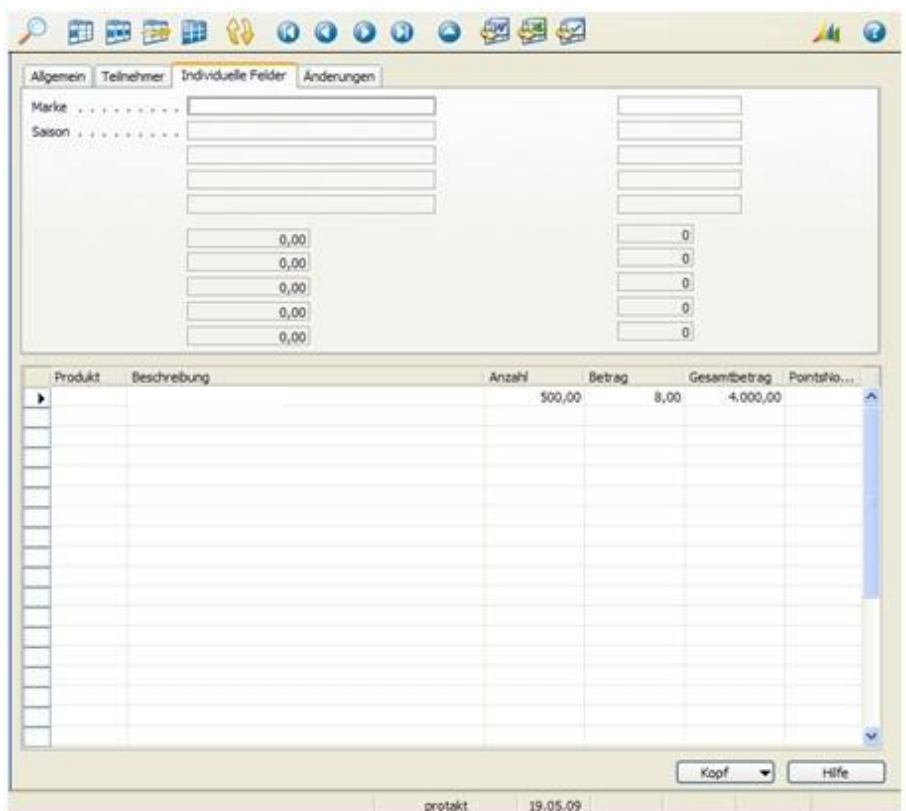 Allgemein Teilnehmer Individuelle Felder Änderungen
Marke . . . . . . . . .
Saison . . . . . . . . .
0,00 0
0,00 0
0,00 0
0,00 0
0,00 0
Produkt Beschreibung Anzahl Betrag Gesamtbetrag PointsNo...
500,00 8,00 4.000,00
Kopf Hilfe
protakt 19.05.09